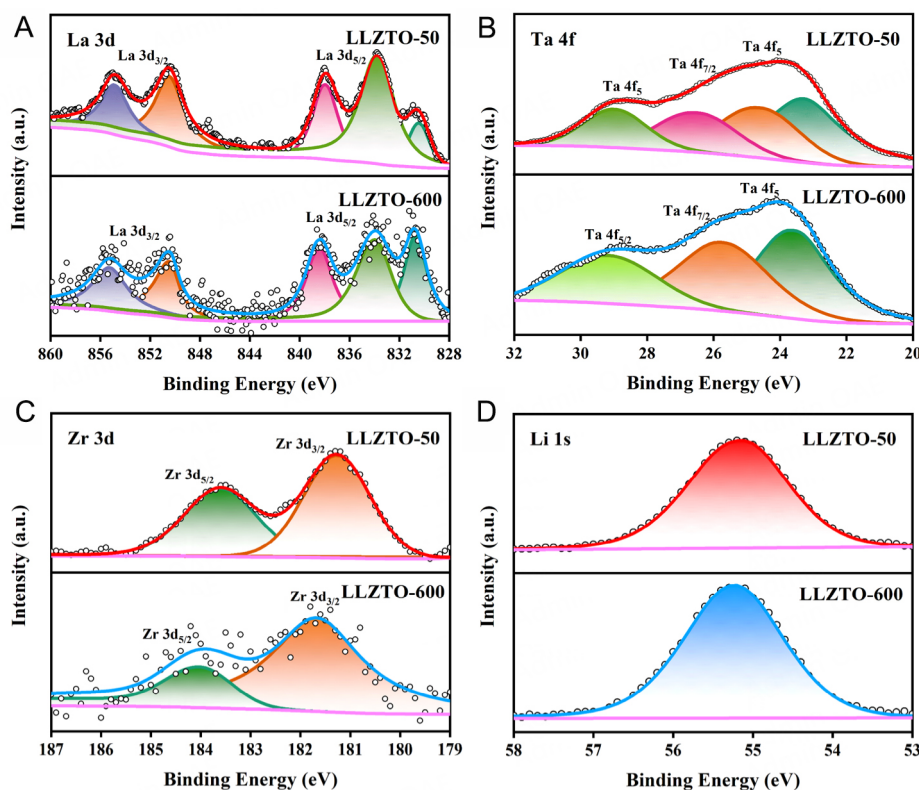 A
La 3d
LLZTO-50
La 3d3/2
La 3d5/2
LLZTO-600
La 3d3/2
La 3d5/2
Intensity (a.u.)
860 856 852 848 844 840 836 832 828
Binding Energy (eV)
B
Ta 4f
LLZTO-50
Ta 4f5
Ta 4f7/2
Ta 4f5
LLZTO-600
Ta 4f5/2
Ta 4f7/2
Ta 4f5
Intensity (a.u.)
32 30 28 26 24 22 20
Binding Energy (eV)
C
Zr 3d
LLZTO-50
Zr 3d5/2
Zr 3d3/2
LLZTO-600
Zr 3d5/2
Zr 3d3/2
Intensity (a.u.)
187 185 184 183 181 180 179
Binding Energy (eV)
D
Li 1s
LLZTO-50
LLZTO-600
Intensity (a.u.)
58 57 56 55 54 53
Binding Energy (eV)